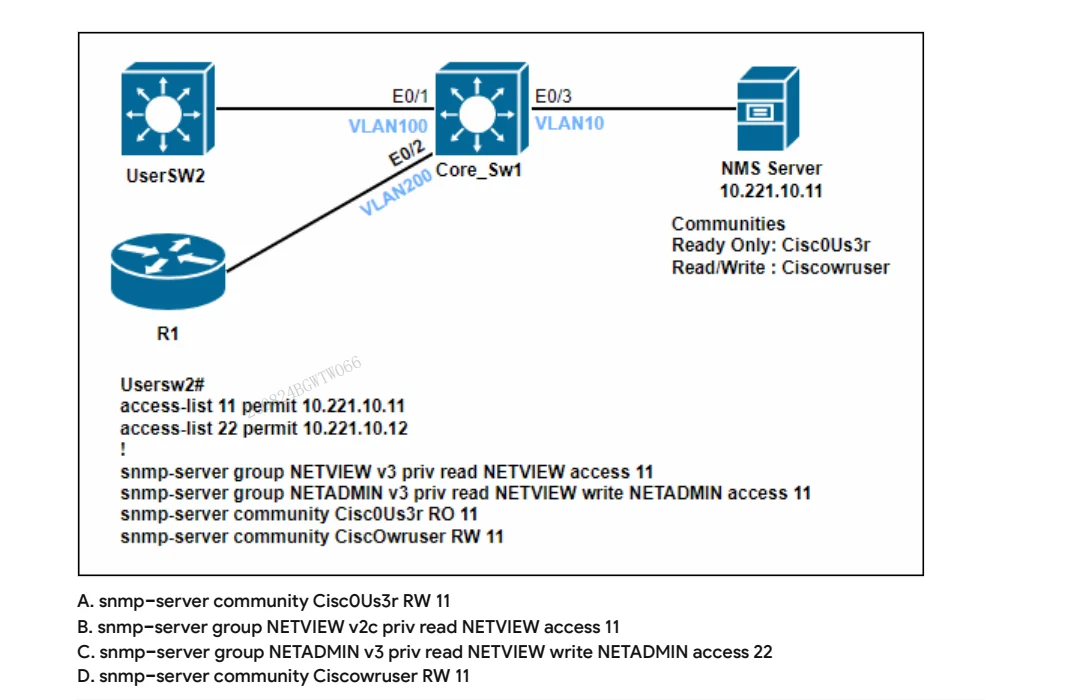 E0/1
E0/3
VLAN100
VLAN10
E0/2
UserSW2
Core_Sw1
VLAN200
NMS Server
10.221.10.11
Communities
Ready Only: Cisc0Us3r
Read/Write : Ciscowruser
R1
Usersw2#
access-list 11 permit 10.221.10.11
access-list 22 permit 10.221.10.12
!
snmp-server group NETVIEW v3 priv read NETVIEW access 11
snmp-server group NETADMIN v3 priv read NETVIEW write NETADMIN access 11
snmp-server community Cisc0Us3r RO 11
snmp-server community CiscOwruser RW 11
A. snmp-server community Cisc0Us3r RW 11
B. snmp-server group NETVIEW v2c priv read NETVIEW access 11
C. snmp-server group NETADMIN v3 priv read NETVIEW write NETADMIN access 22
D. snmp-server community Ciscowruser RW 11